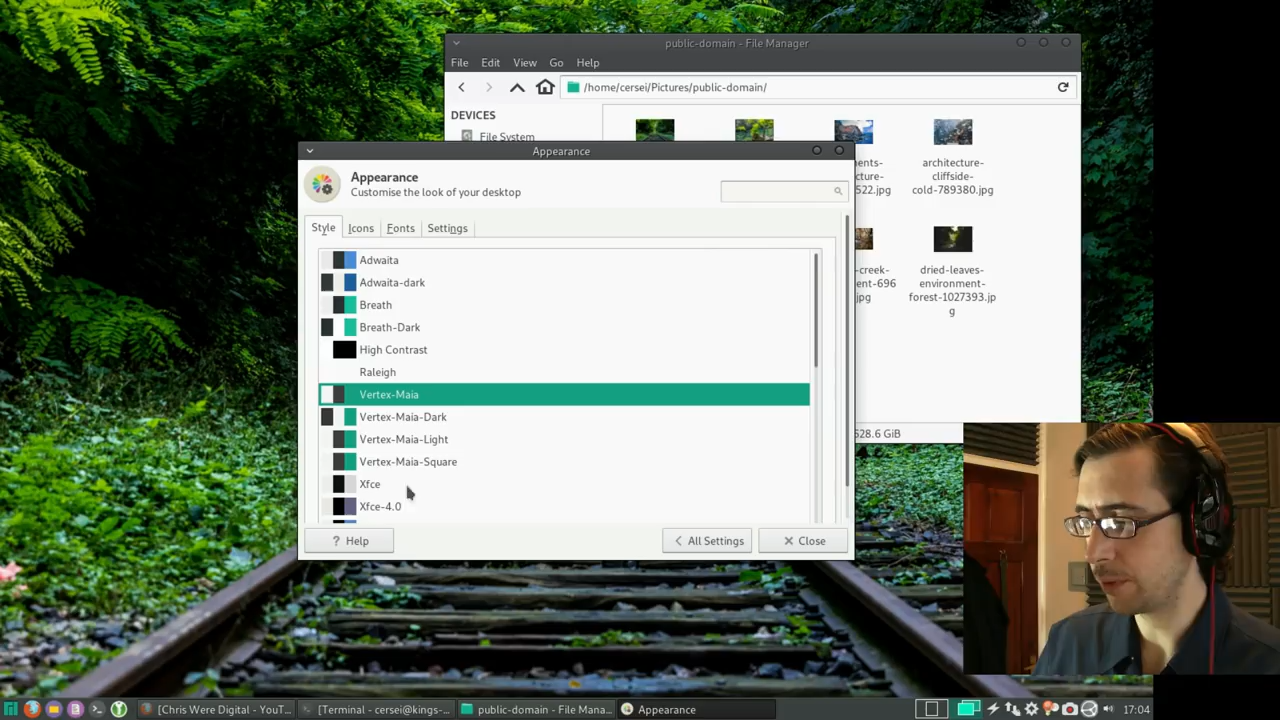 public-domain - File Manager
File Edit View Go Help
/home/cersei/Pictures/public-domain/
DEVICES
File System
Appearance
Appearance
Customise the look of your desktop
Style Icons Fonts Settings
Adwaita
Adwaita-dark
Breath
Breath-Dark
High Contrast
Raleigh
Vertex-Maia
Vertex-Maia-Dark
Vertex-Maia-Light
Vertex-Maia-Square
Xfce
Xfce-4.0
? Help
All Settings
Close
architecture-
cliffside-
cold-789380.jpg
dried-leaves-
environment-
forest-1027393.jp
g
[Chris Were Digital - YouT...
[Terminal - cersei@kings-...
public-domain - File Mana...
Appearance
17:04